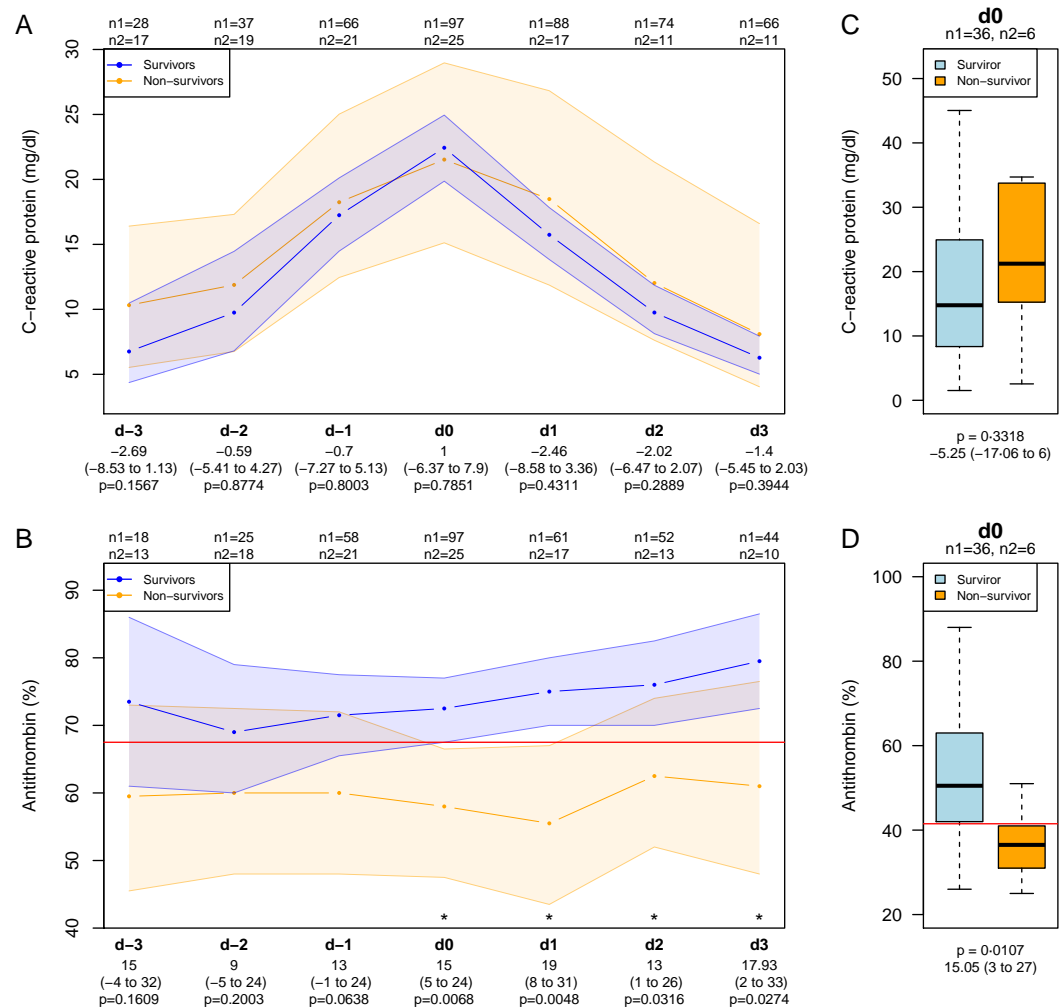 A
n1=28 n1=37 n1=66 n1=97 n1=88 n1=74 n1=66
n2=17 n2=19 n2=21 n2=25 n2=17 n2=11 n2=11
Survivors
Non−survivors
C−reactive protein (mg/dl)
30
25
20
15
10
5
d−3 d−2 d−1 d0 d1 d2 d3
−2.69 −0.59 −0.7 1 −2.46 −2.02 −1.4
(−8.53 to 1.13) (−5.41 to 4.27) (−7.27 to 5.13) (−6.37 to 7.9) (−8.58 to 3.36) (−6.47 to 2.07) (−5.45 to 2.03)
p=0.1567 p=0.8774 p=0.8003 p=0.7851 p=0.4311 p=0.2889 p=0.3944
C
d0
n1=36, n2=6
Suviror
Non−survivor
C−reactive protein (mg/dl)
50
40
30
20
10
0
p = 0·3318
−5.25 (−17·06 to 6)
B
n1=18 n1=25 n1=58 n1=97 n1=61 n1=52 n1=44
n2=13 n2=18 n2=21 n2=25 n2=17 n2=13 n2=10
Survivors
Non−survivors
Antithrombin (%)
90
80
70
60
50
40
* * * *
d−3 d−2 d−1 d0 d1 d2 d3
15 9 13 15 19 13 17.93
(−4 to 32) (−5 to 24) (−1 to 24) (5 to 24) (8 to 31) (1 to 26) (2 to 33)
p=0.1609 p=0.2003 p=0.0638 p=0.0068 p=0.0048 p=0.0316 p=0.0274
D
d0
n1=36, n2=6
Suviror
Non−survivor
Antithrombin (%)
100
80
60
40
20
p = 0·0107
15.05 (3 to 27)